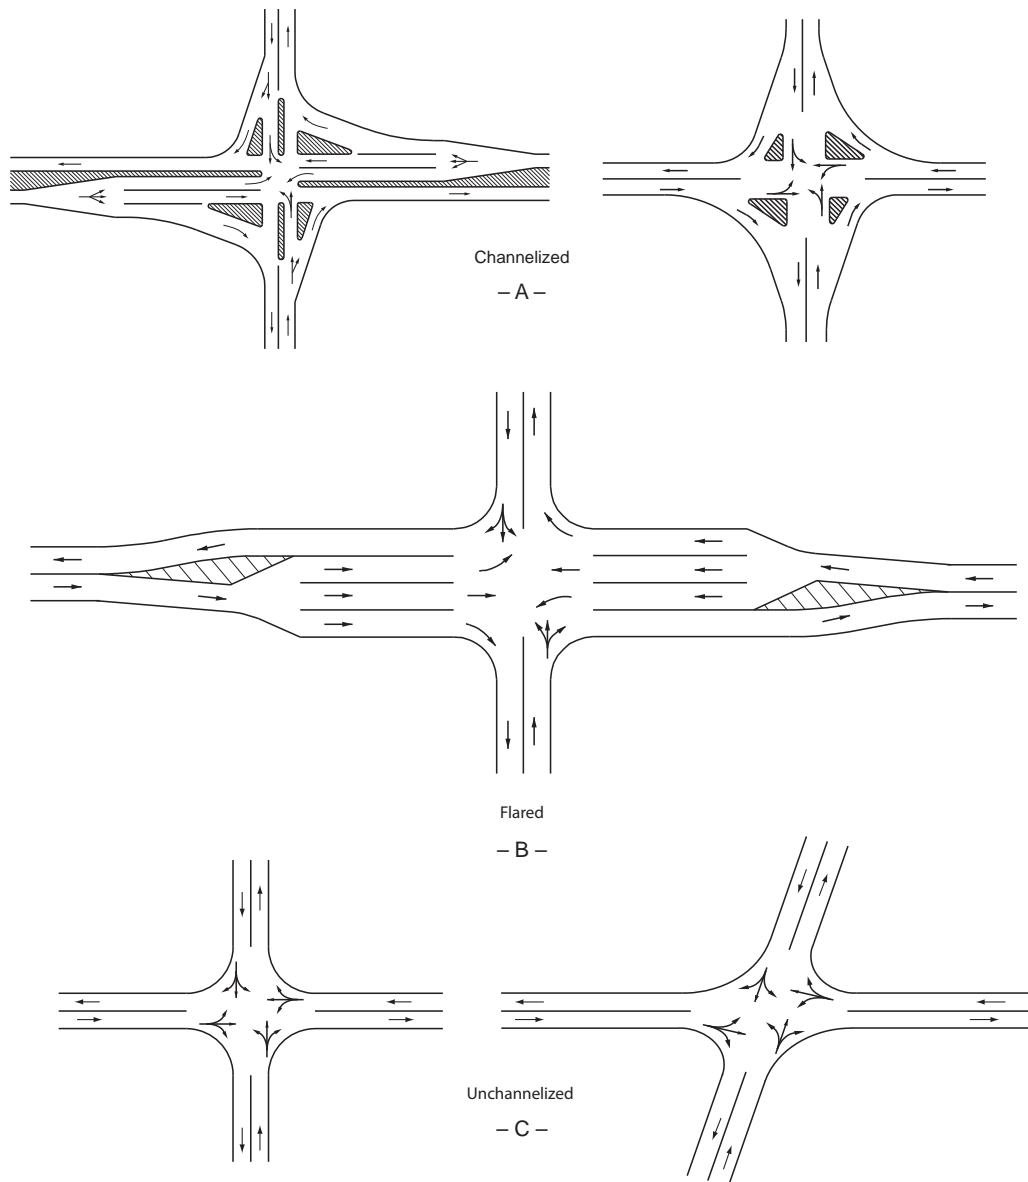 Channelized
– A –
Flared
– B –
Unchannelized
– C –